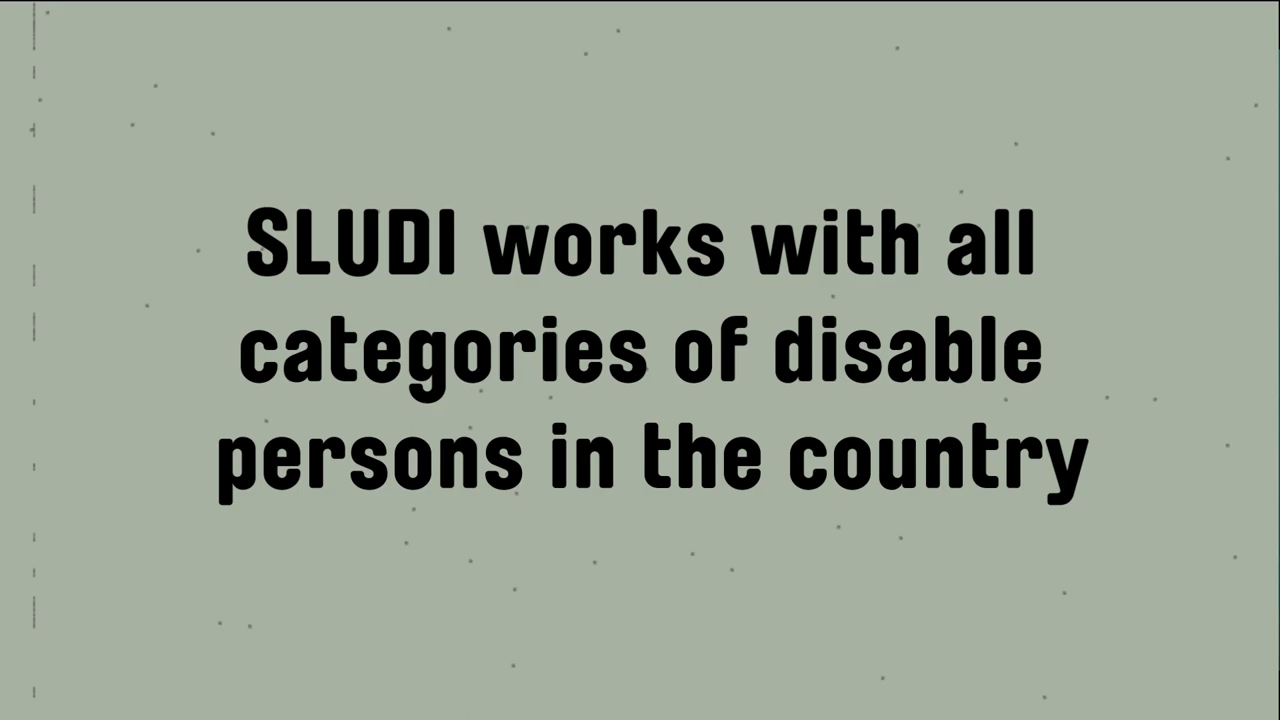 SLUDI works with all
categories of disable
persons in the country